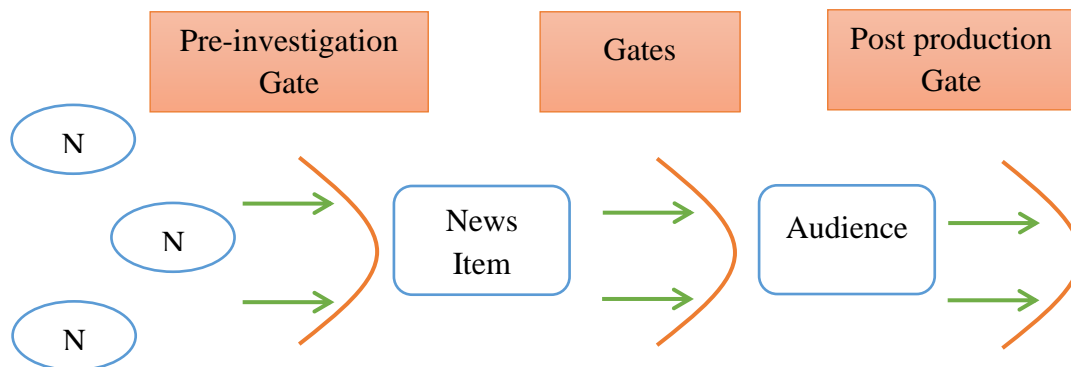 Pre-investigation
Gate
Gates
Post production
Gate
N
N
N
News
Item
Audience